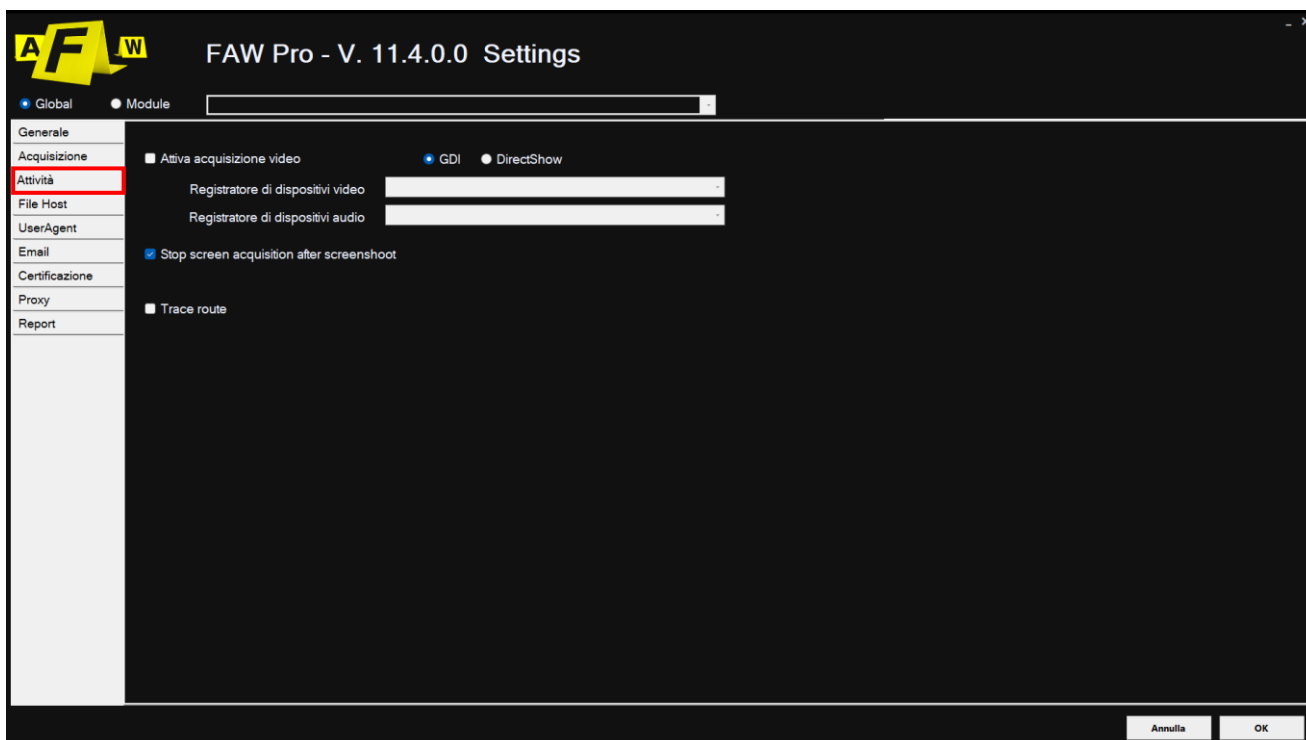 A F W
FAW Pro - V. 11.4.0.0 Settings
Global Module
Generale
Acquisizione
Attività
File Host
UserAgent
Email
Certificazione
Proxy
Report
Attiva acquisizione video GDI DirectShow
Registratore di dispositivi video
Registratore di dispositivi audio
Stop screen acquisition after screenshoot
Trace route
Annulla OK